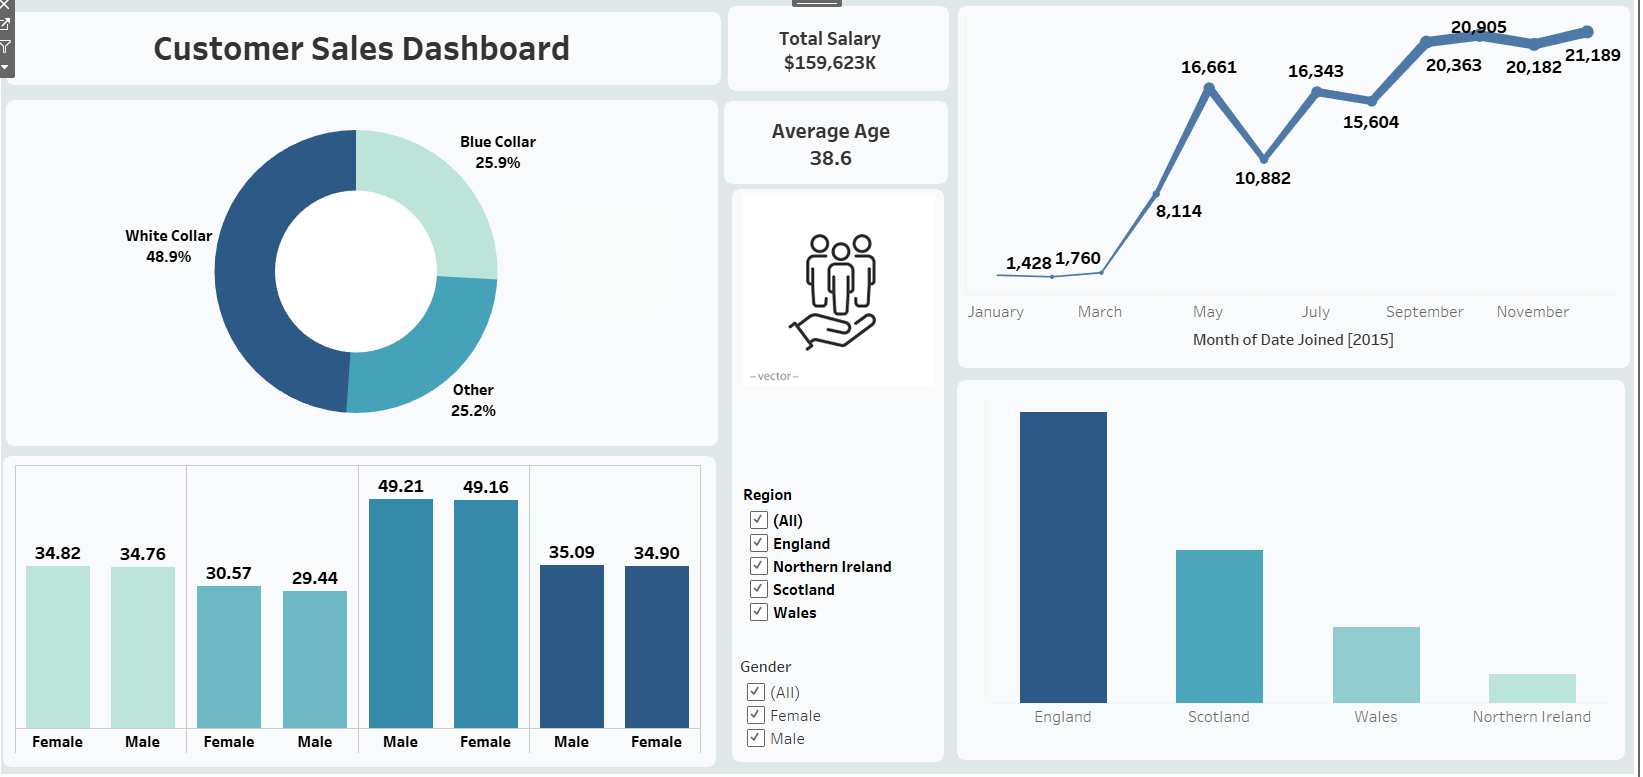 Customer Sales Dashboard
Total Salary
$159,623K
Average Age
38.6
Blue Collar
25.9%
White Collar
48.9%
Other
25.2%
20,905
21,189
16,661
16,343
20,363
20,182
15,604
10,882
8,114
1,428
1,760
January March May July September November
Month of Date Joined [2015]
– vector –
34.82 34.76 30.57 29.44 49.21 49.16 35.09 34.90
Female Male Female Male Male Female Male Female
Region
(All)
England
Northern Ireland
Scotland
Wales
Gender
(All)
Female
Male
England Scotland Wales Northern Ireland